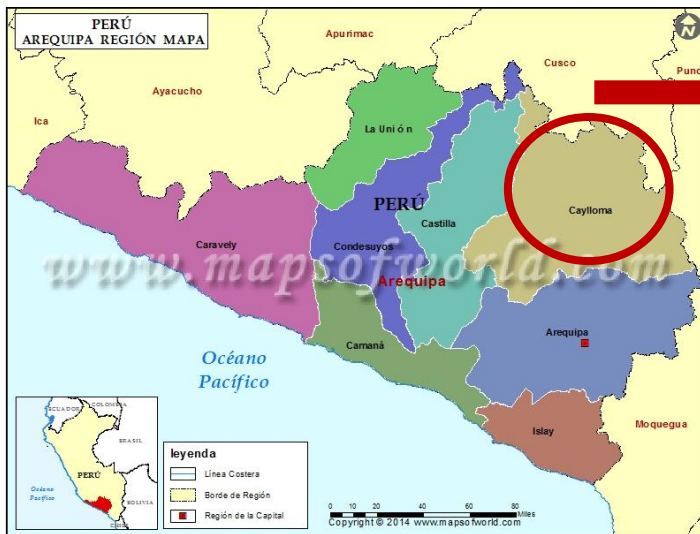 PERÚ
AREQUIPA REGIÓN MAPA
N
Apurimac
Cusco
Puno
Ayacucho
Ica
La Unión
PERÚ
Castilla
Caylloma
Caravely
Condesuyos
www.mapsofworld.com
Arequipa
Arequipa
Camaná
Océano
Pacífico
Islay
Moquegua
COLOMBIA
ECUADOR
BRASIL
PERÚ
Océano
Pacífico
BOLIVIA
CHILE
leyenda
Línea Costera
Borde de Región
Región de la Capital
0 20 40 60 80
Miles
Copyright © 2014 www.mapsofworld.com